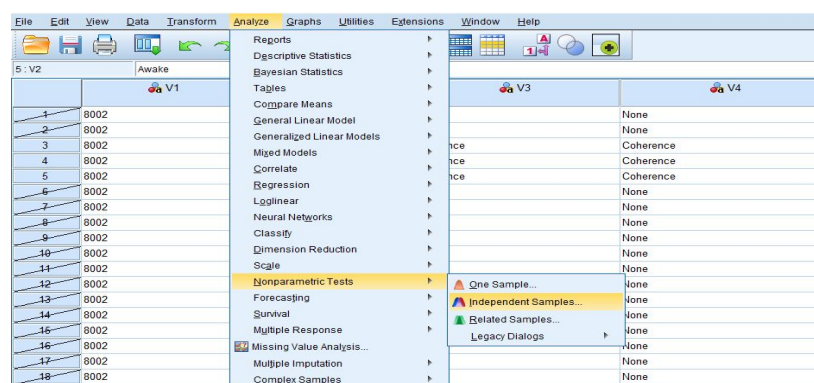 File Edit View Data Transform Analyze Graphs Utilities Extensions Window Help
5 : V2 Awake
V1 V3 V4
Reports
Descriptive Statistics
Bayesian Statistics
Tables
Compare Means
General Linear Model
Generalized Linear Models
Mixed Models
Correlate
Regression
Loglinear
Neural Networks
Classify
Dimension Reduction
Scale
Nonparametric Tests
Forecasting
Survival
Multiple Response
Missing Value Analysis...
Multiple Imputation
Complex Samples
One Sample...
Independent Samples...
Related Samples...
Legacy Dialogs
1 8002 None
2 8002 None
3 8002 nce Coherence
4 8002 nce Coherence
5 8002 nce Coherence
6 8002 None
7 8002 None
8 8002 None
9 8002 None
10 8002 None
11 8002 None
12 8002 None
13 8002 None
14 8002 None
15 8002 None
16 8002 None
17 8002 None
18 8002 None